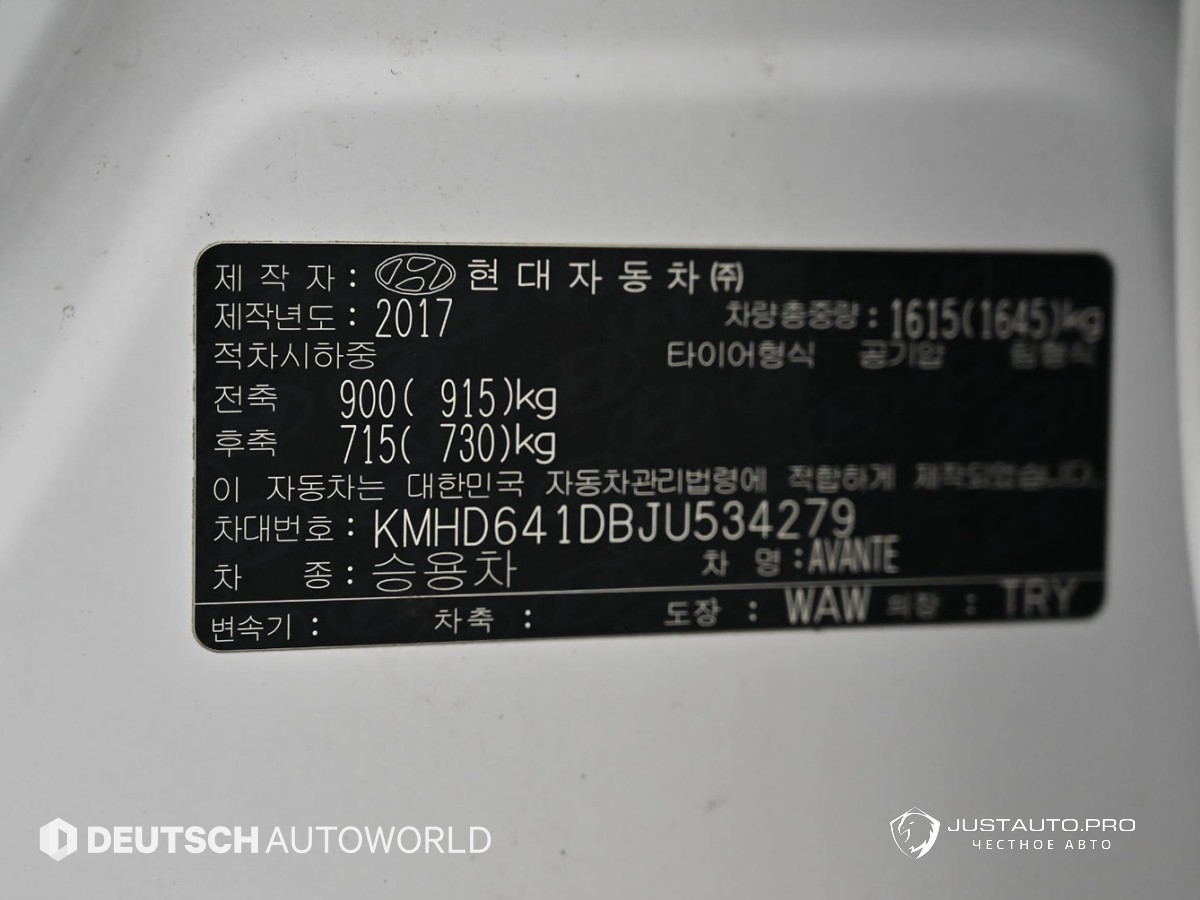 제 작 자 : 현대자동차㈜
제작년도 : 2017 차량총중량 : 1615(1645)kg
적차시하중 타이어형식 공기압 림형식
전축 900( 915)kg
후축 715( 730)kg
이 자동차는 대한민국 자동차관리법령에 적합하게 제작되었습니다.
차대번호 : KMHD641DBJU534279
차 종 : 승용차 차 명 : AVANTE
변속기 : 차축 : 도장 : WAW 의장 : TRY
DEUTSCH AUTOWORLD
JUSTAUTO.PRO
ЧЕСТНОЕ АВТО